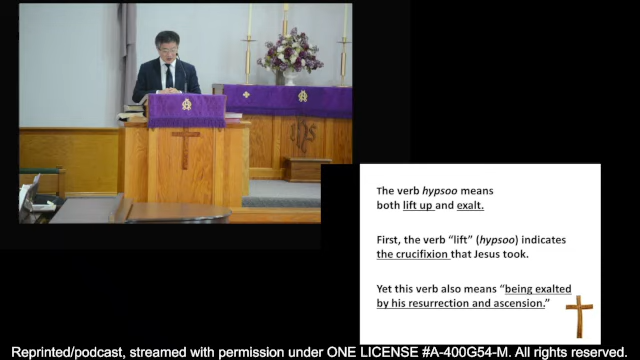 The verb hypsoo means
both lift up and exalt.
First, the verb “lift” (hypsoo) indicates
the crucifixion that Jesus took.
Yet this verb also means “being exalted
by his resurrection and ascension.”
Reprinted/podcast, streamed with permission under ONE LICENSE #A-400G54-M. All rights reserved.